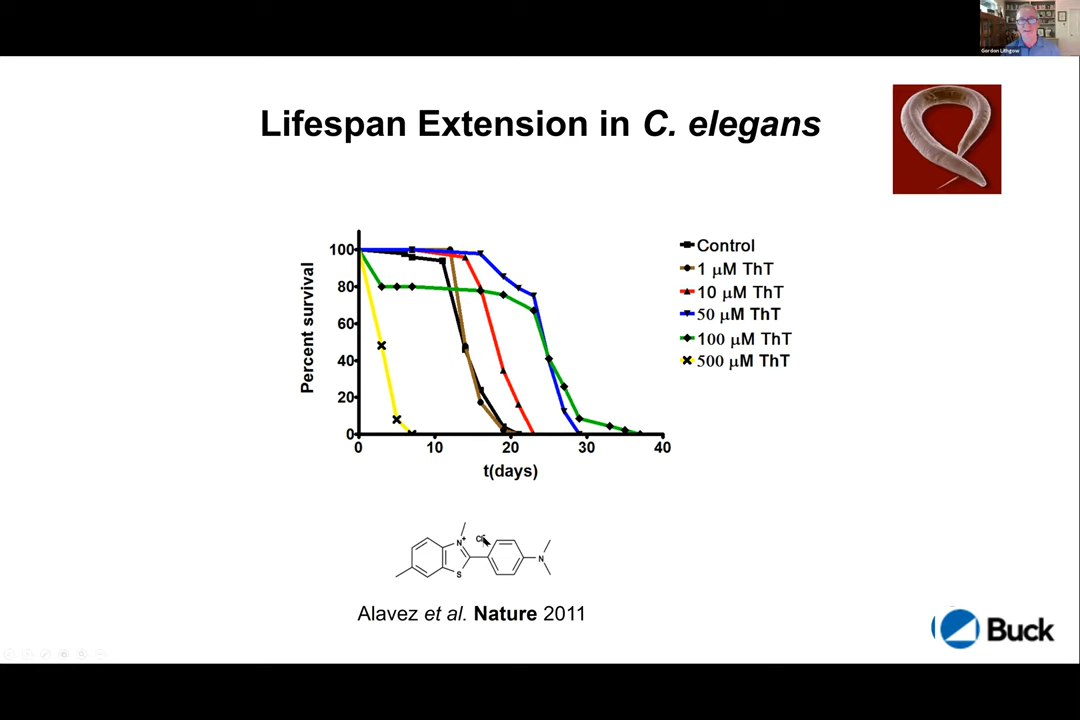 Gordon Lithgow
Lifespan Extension in C. elegans
Percent survival
100
80
60
40
20
0
0 10 20 30 40
t(days)
Control
1 μM ThT
10 μM ThT
50 μM ThT
100 μM ThT
500 μM ThT
N+
S
N
Alavez et al. Nature 2011
Buck